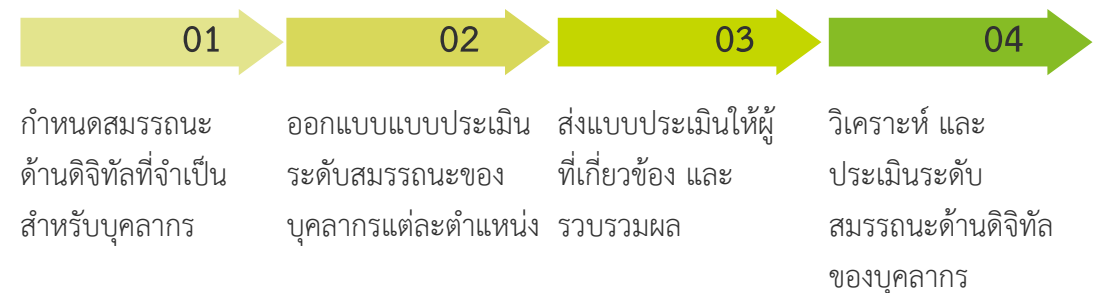 01
กำหนดสมรรถนะ
ด้านดิจิทัลที่จำเป็น
สำหรับบุคลากร
02
ออกแบบแบบประเมิน
ระดับสมรรถนะของ
บุคลากรแต่ละตำแหน่ง
03
ส่งแบบประเมินให้ผู้
ที่เกี่ยวข้อง และ
รวบรวมผล
04
วิเคราะห์ และ
ประเมินระดับ
สมรรถนะด้านดิจิทัล
ของบุคลากร